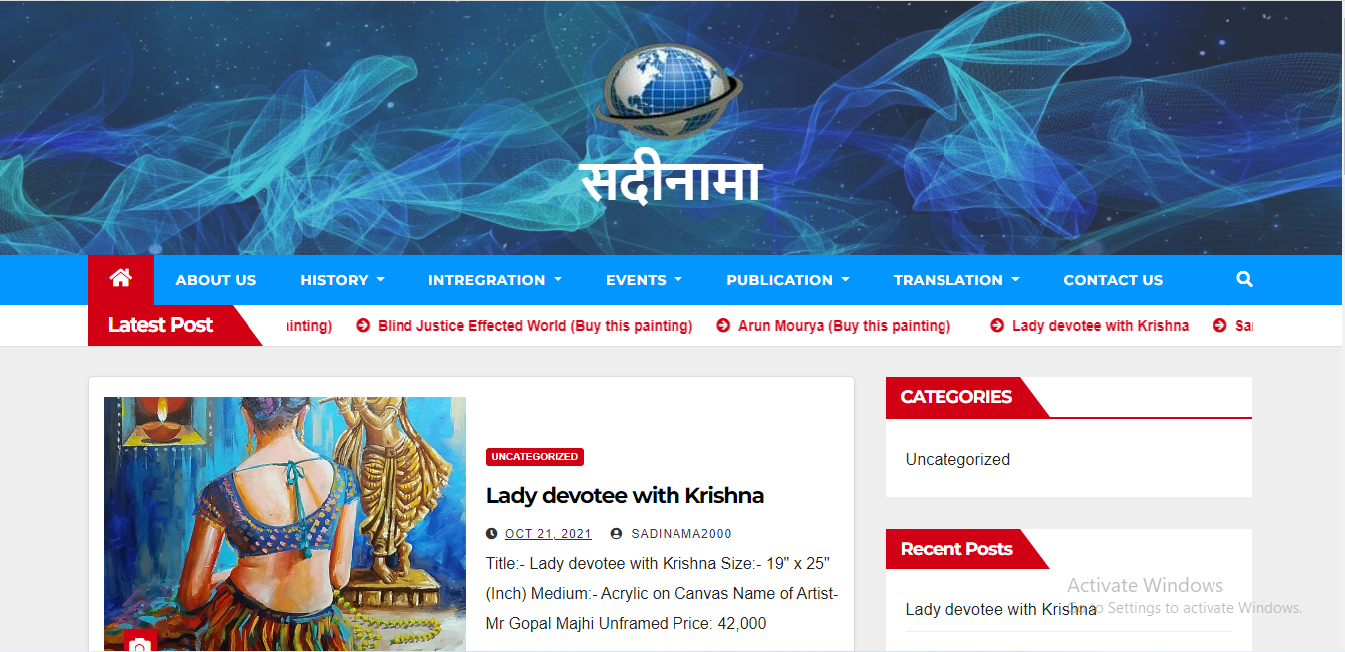 सदीनामा
ABOUT US HISTORY INTREGRATION EVENTS PUBLICATION TRANSLATION CONTACT US
Latest Post
inting) Blind Justice Effected World (Buy this painting) Arun Mourya (Buy this painting) Lady devotee with Krishna
CATEGORIES
Uncategorized
UNCATEGORIZED
Lady devotee with Krishna
OCT 21, 2021 SADINAMA2000
Title:- Lady devotee with Krishna Size:- 19" x 25"
(Inch) Medium:- Acrylic on Canvas Name of Artist-
Mr Gopal Majhi Unframed Price: 42,000
Recent Posts
Lady devotee with Krishna
Activate Windows
to Settings to activate Windows.